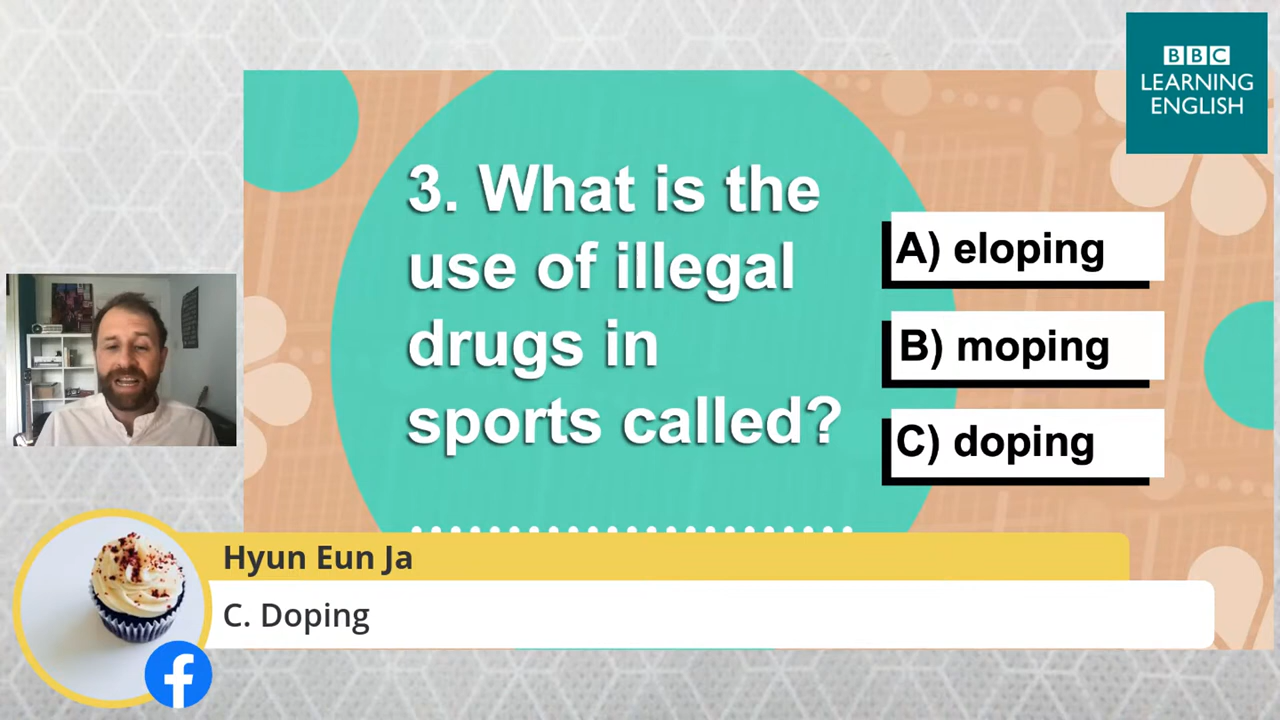 BBC
LEARNING
ENGLISH
3. What is the
use of illegal
drugs in
sports called?
A) eloping
B) moping
C) doping
Hyun Eun Ja
C. Doping